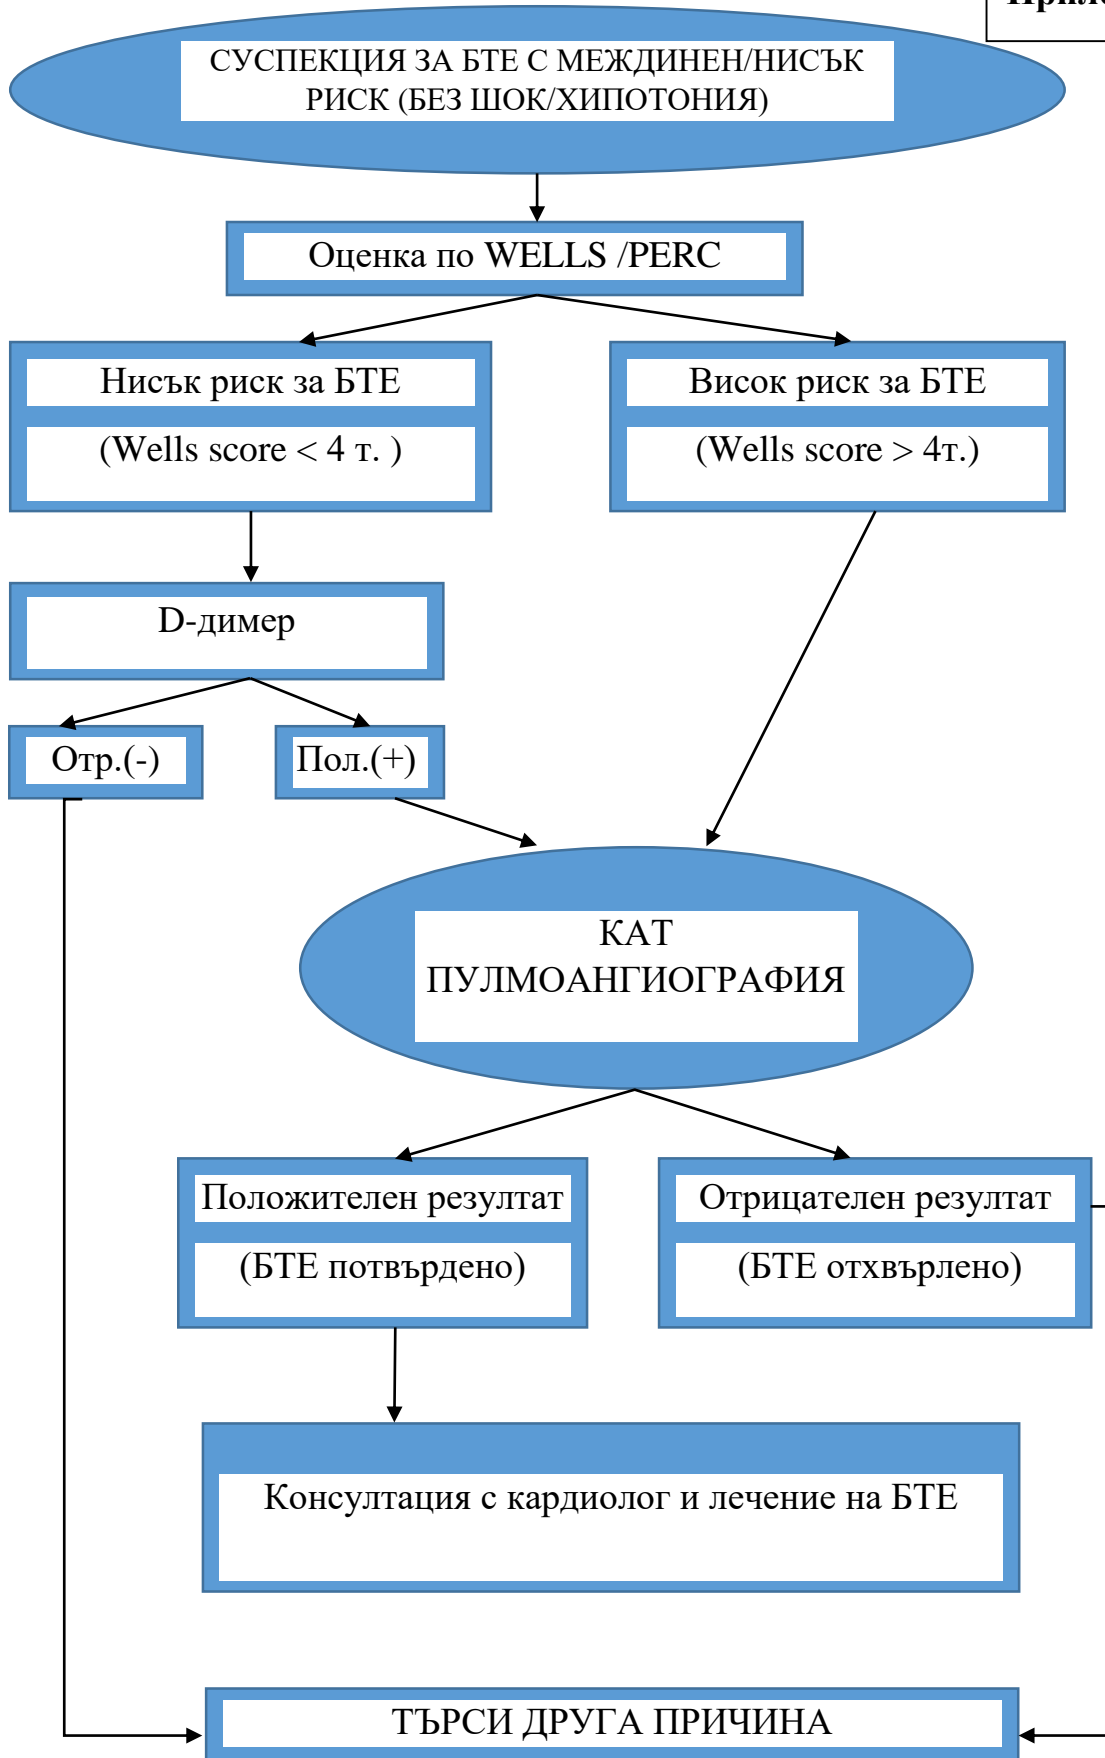 СУСПЕКЦИЯ ЗА БТЕ С МЕЖДИНЕН/НИСЪК
РИСК (БЕЗ ШОК/ХИПОТОНИЯ)
Оценка по WELLS /PERC
Нисък риск за БТЕ
(Wells score < 4 т. )
Висок риск за БТЕ
(Wells score > 4т.)
D-димер
Отр.(-)
Пол.(+)
КАТ
ПУЛМОАНГИОГРАФИЯ
Положителен резултат
(БТЕ потвърдено)
Отрицателен резултат
(БТЕ отхвърлено)
Консултация с кардиолог и лечение на БТЕ
ТЪРСИ ДРУГА ПРИЧИНА